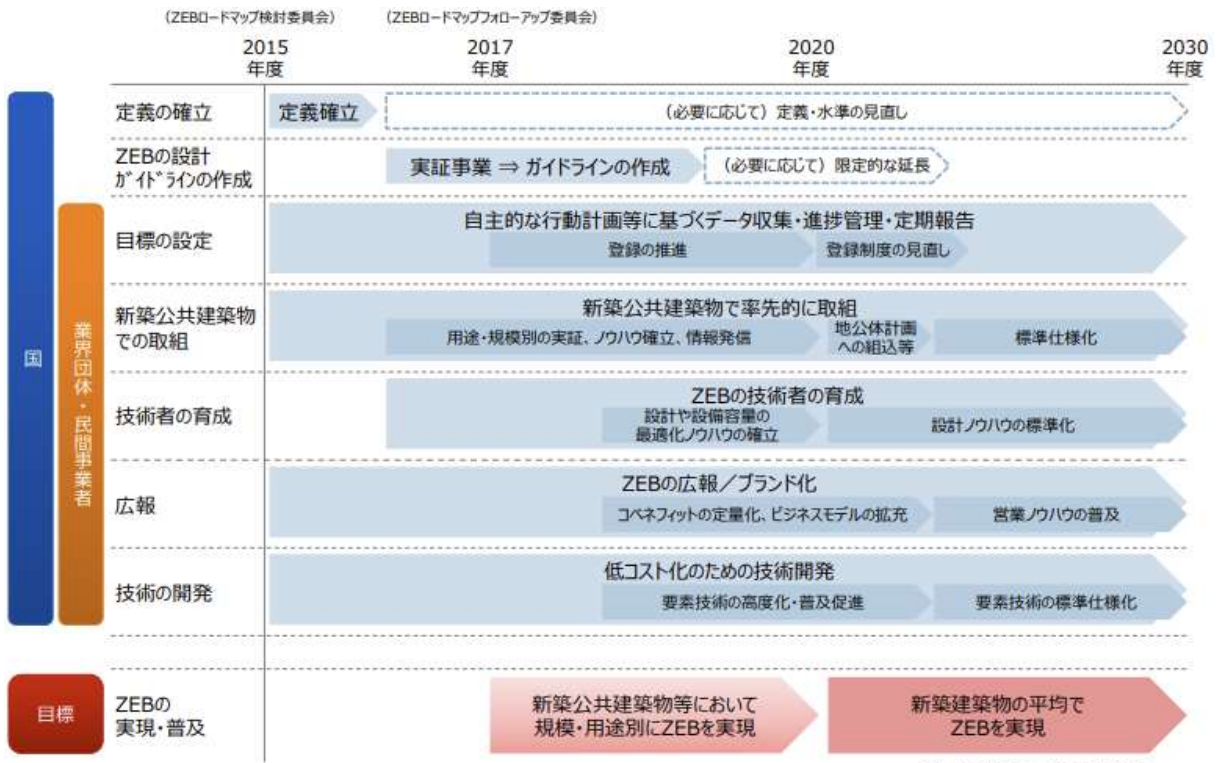 （ZEBロードマップ検討委員会）
（ZEBロードマップフォローアップ委員会）
2015
年度
2017
年度
2020
年度
2030
年度
国
業界団体・民間事業者
定義の確立
定義確立
（必要に応じて）定義・水準の見直し
ZEBの設計
ｶﾞｲﾄﾞﾗｲﾝの作成
実証事業 ⇒ ガイドラインの作成
（必要に応じて）限定的な延長
目標の設定
自主的な行動計画等に基づくデータ収集・進捗管理・定期報告
登録の推進
登録制度の見直し
新築公共建築物
での取組
新築公共建築物で率先的に取組
用途・規模別の実証、ノウハウ確立、情報発信
地公体計画
への組込等
標準仕様化
技術者の育成
ZEBの技術者の育成
設計や設備容量の
最適化ノウハウの確立
設計ノウハウの標準化
広報
ZEBの広報／ブランド化
コベネフィットの定量化、ビジネスモデルの拡充
営業ノウハウの普及
技術の開発
低コスト化のための技術開発
要素技術の高度化・普及促進
要素技術の標準仕様化
目標
ZEBの
実現・普及
新築公共建築物等において
規模・用途別にZEBを実現
新築建築物の平均で
ZEBを実現